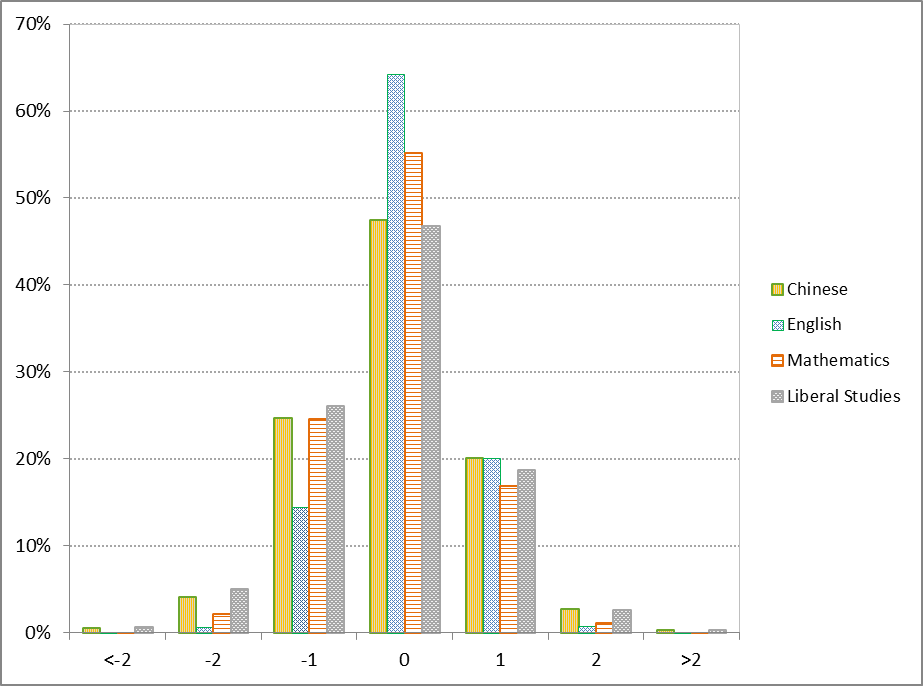 70%
60%
50%
40%
30%
20%
10%
0%
<-2 -2 -1 0 1 2 >2
Chinese
English
Mathematics
Liberal Studies